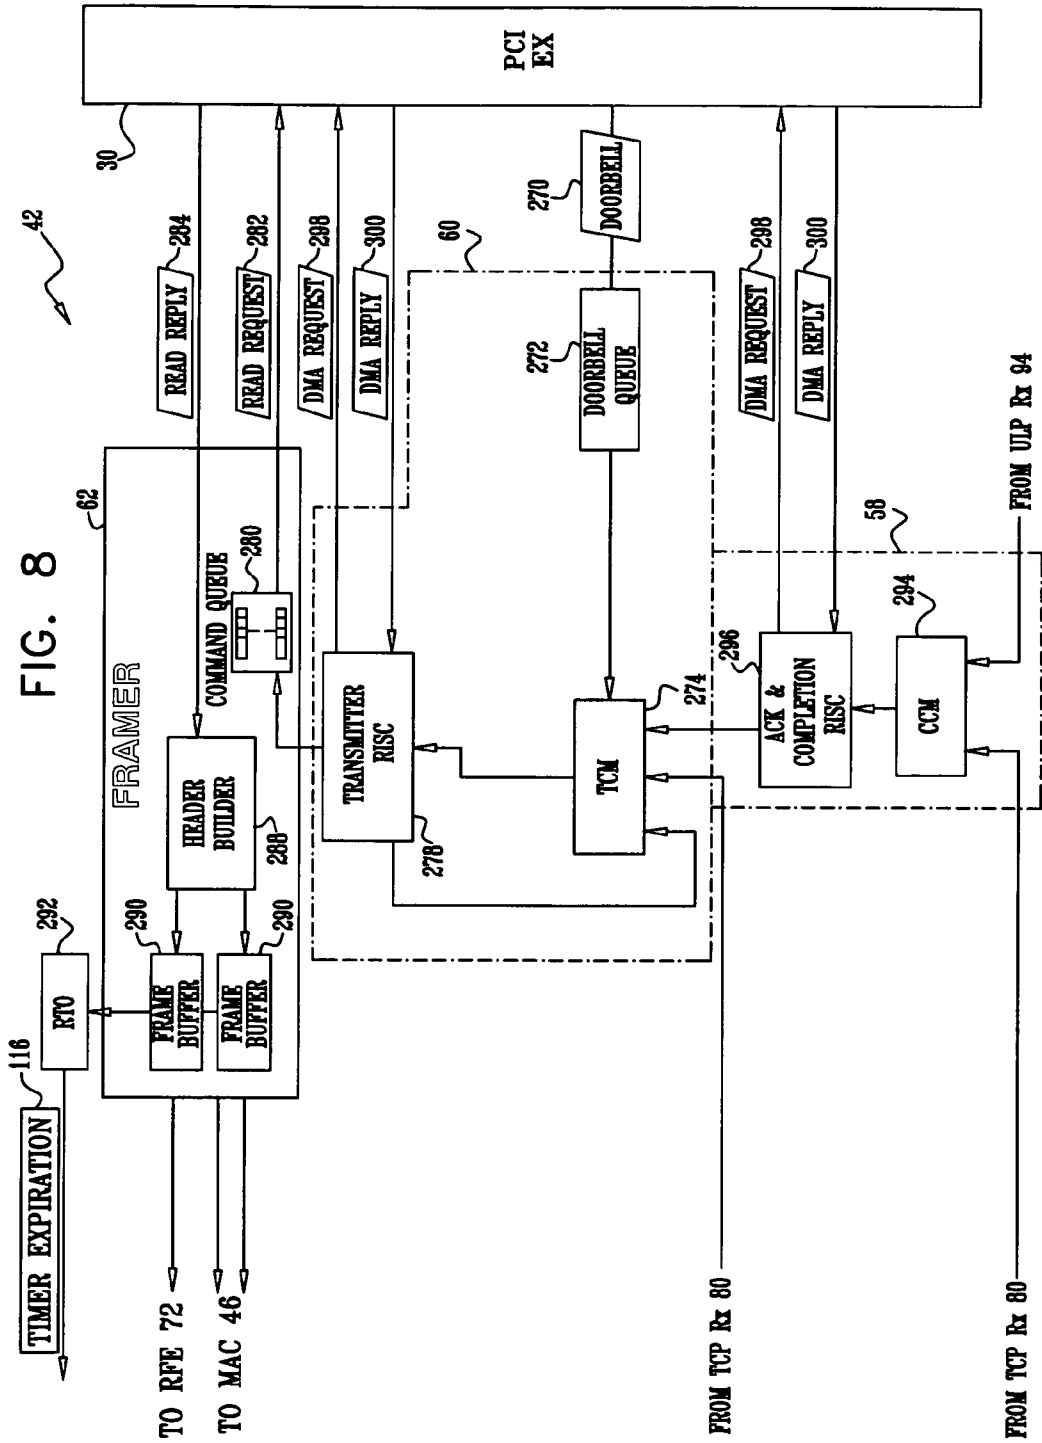 FIG. 8
42
TIMER EXPIRATION
116
RTO
292
FRAMER
62
TO RFE 72
TO MAC 46
FRAME
BUFFER
290
FRAME
BUFFER
290
HEADER
BUILDER
288
COMMAND QUEUE
280
READ REPLY
284
READ REQUEST
282
DMA REQUEST
298
DMA REPLY
300
30
PCI
EX
TRANSMITTER
RISC
278
60
TCM
274
DOORBELL
QUEUE
272
DOORBELL
270
FROM TCP Rx 80
ACK &
COMPLETION
RISC
296
DMA REQUEST
298
DMA REPLY
300
58
CCM
294
FROM TCP Rx 80
FROM ULP Rx 94